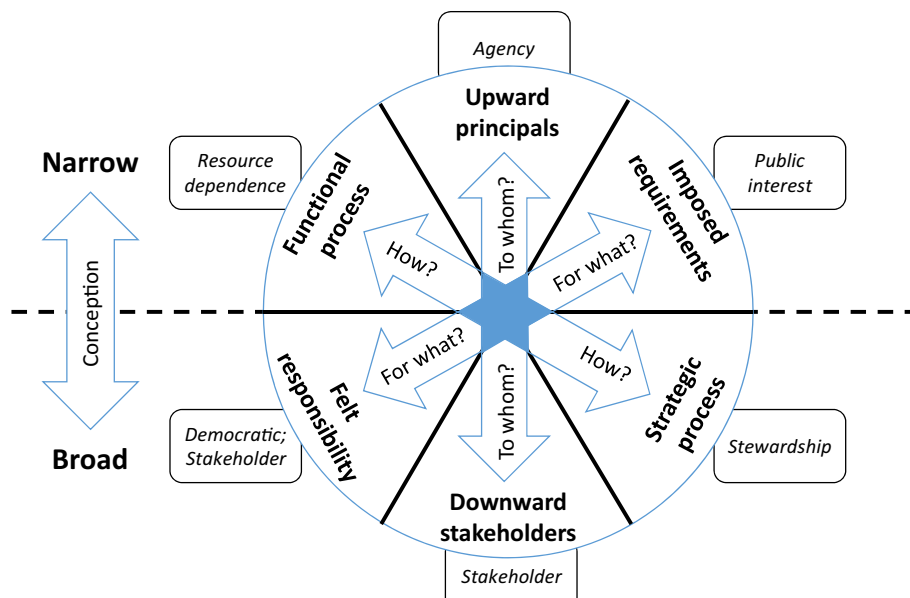 Agency
Upward
principals
Narrow
Resource
dependence
Functional
process
Imposed
requirements
Public
interest
To whom?
How?
For what?
Conception
For what?
To whom?
How?
Felt
responsibility
Strategic
process
Broad
Democratic;
Stakeholder
Stewardship
Downward
stakeholders
Stakeholder